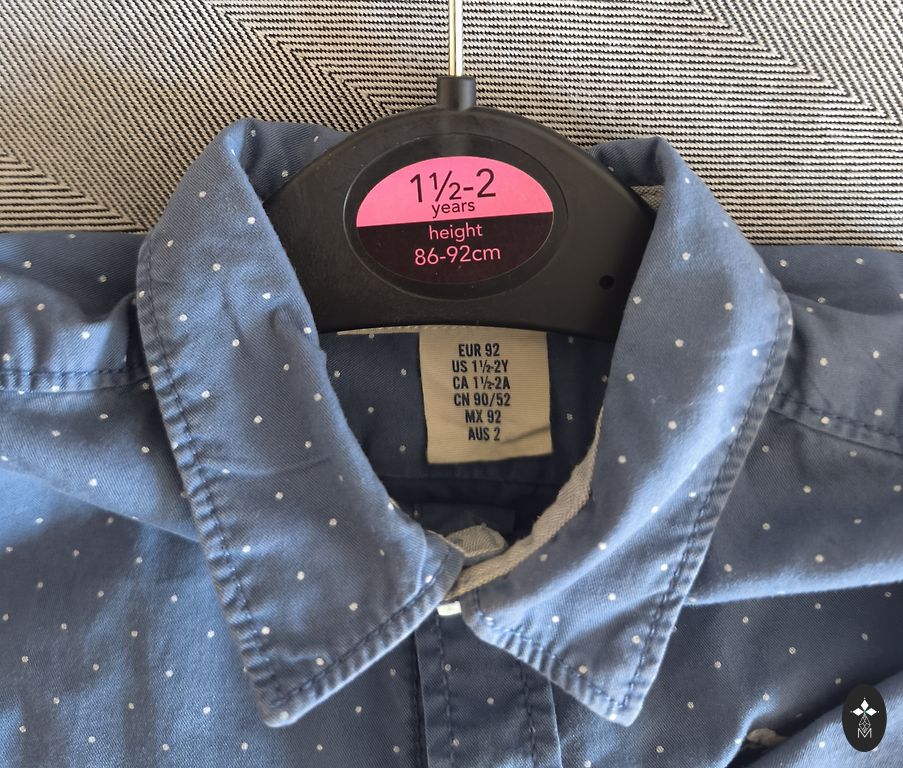 1½-2
years
height
86-92cm
EUR 92
US 1½-2Y
CA 1½-2A
CN 90/52
MX 92
AUS 2
M